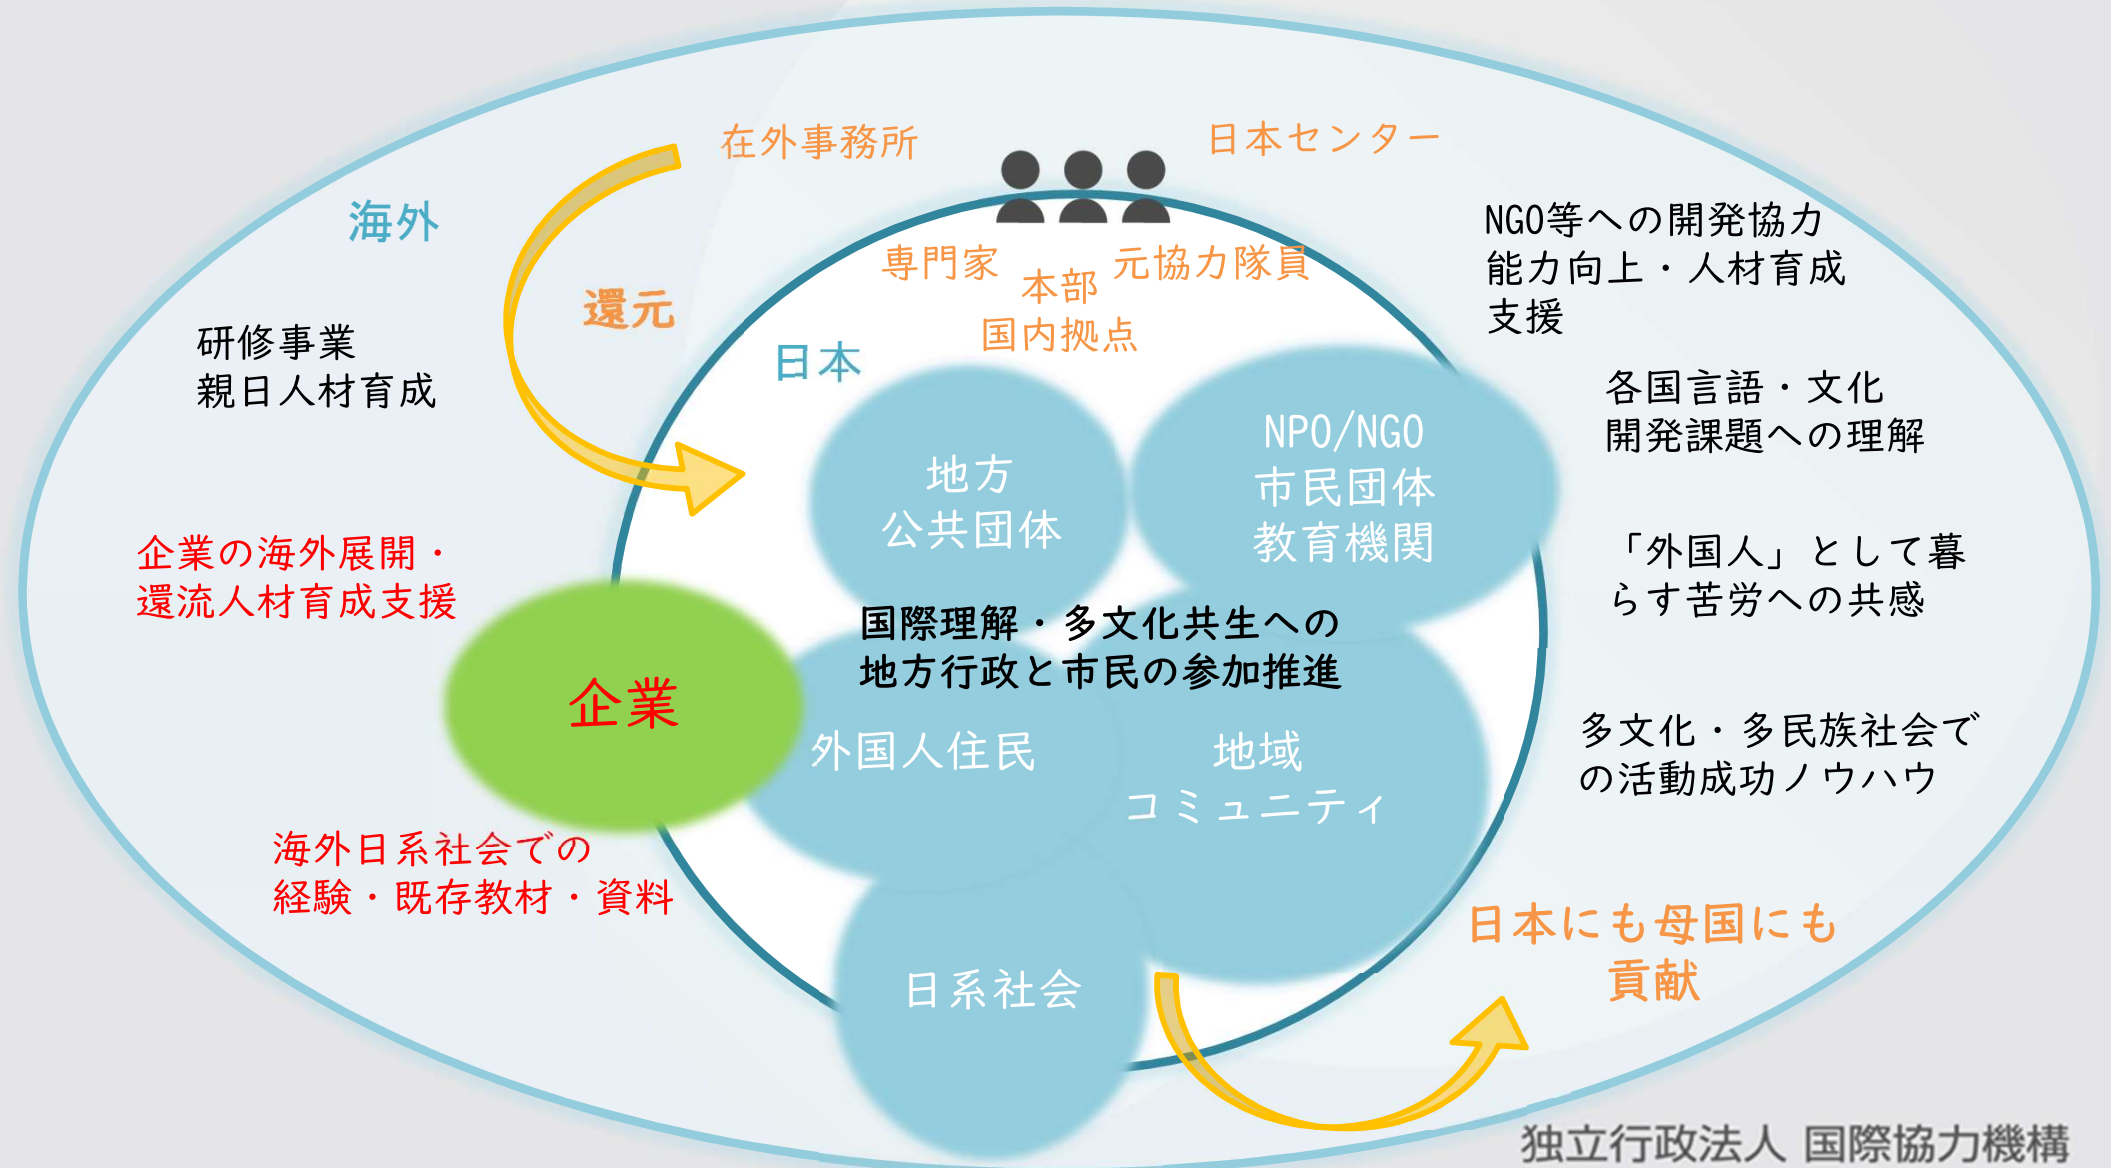 在外事務所
日本センター
海外
還元
専門家
元協力隊員
本部
国内拠点
日本
NGO等への開発協力
能力向上・人材育成
支援
研修事業
親日人材育成
各国言語・文化
開発課題への理解
地方
公共団体
NPO/NGO
市民団体
教育機関
企業の海外展開・
還流人材育成支援
「外国人」として暮
らす苦労への共感
国際理解・多文化共生への
地方行政と市民の参加推進
企業
外国人住民
地域
コミュニティ
多文化・多民族社会で
の活動成功ノウハウ
海外日系社会での
経験・既存教材・資料
日系社会
日本にも母国にも
貢献
独立行政法人 国際協力機構